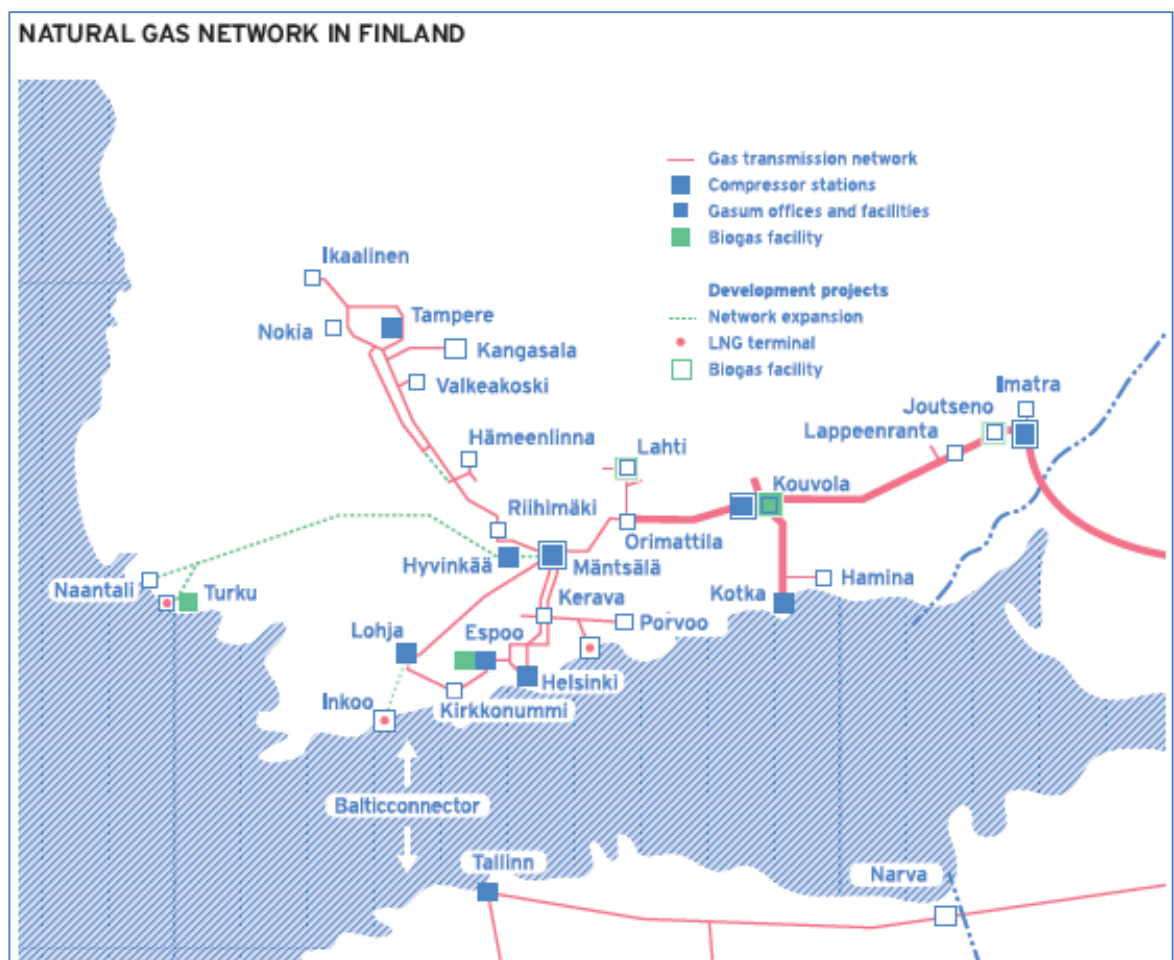 NATURAL GAS NETWORK IN FINLAND
Gas transmission network
Compressor stations
Gasum offices and facilities
Biogas facility
Development projects
Network expansion
LNG terminal
Biogas facility
Ikaalinen
Tampere
Nokia
Kangasala
Valkeakoski
Imatra
Joutseno
Lappeenranta
Hämeenlinna
Lahti
Kouvola
Riihimäki
Orimattila
Hyvinkää
Mäntsälä
Hamina
Naantali
Turku
Kerava
Kotka
Porvoo
Lohja
Espoo
Helsinki
Inkoo
Kirkkonummi
Balticconnector
Tallinn
Narva